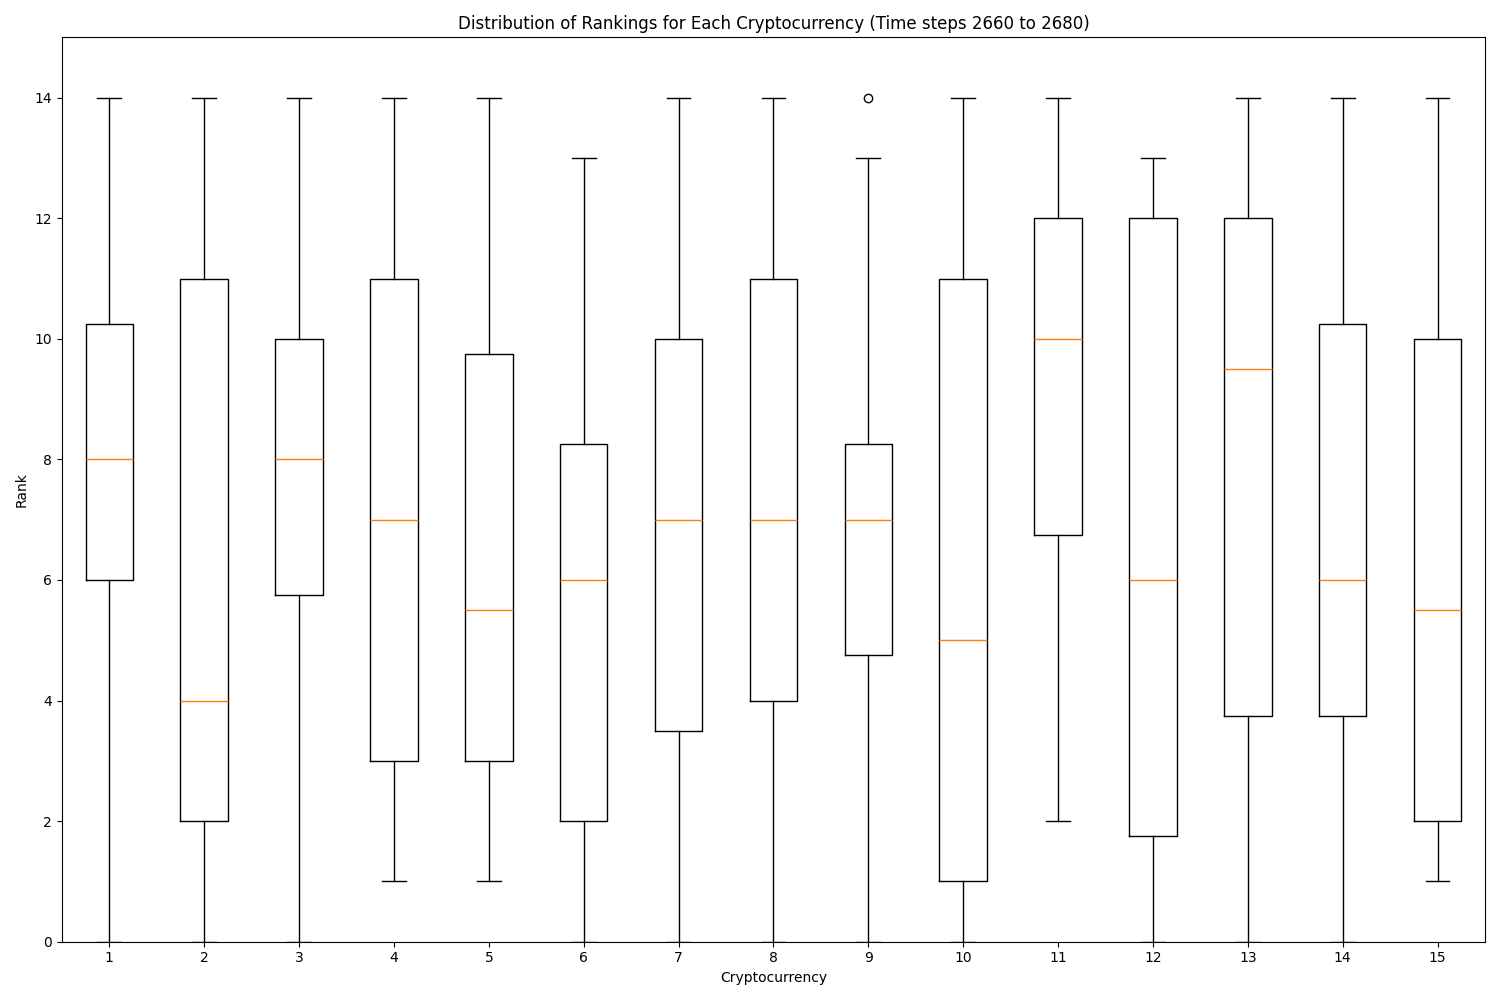 Distribution of Rankings for Each Cryptocurrency (Time steps 2660 to 2680)
14
12
10
8
6
4
2
0
Rank
1 2 3 4 5 6 7 8 9 10 11 12 13 14 15
Cryptocurrency